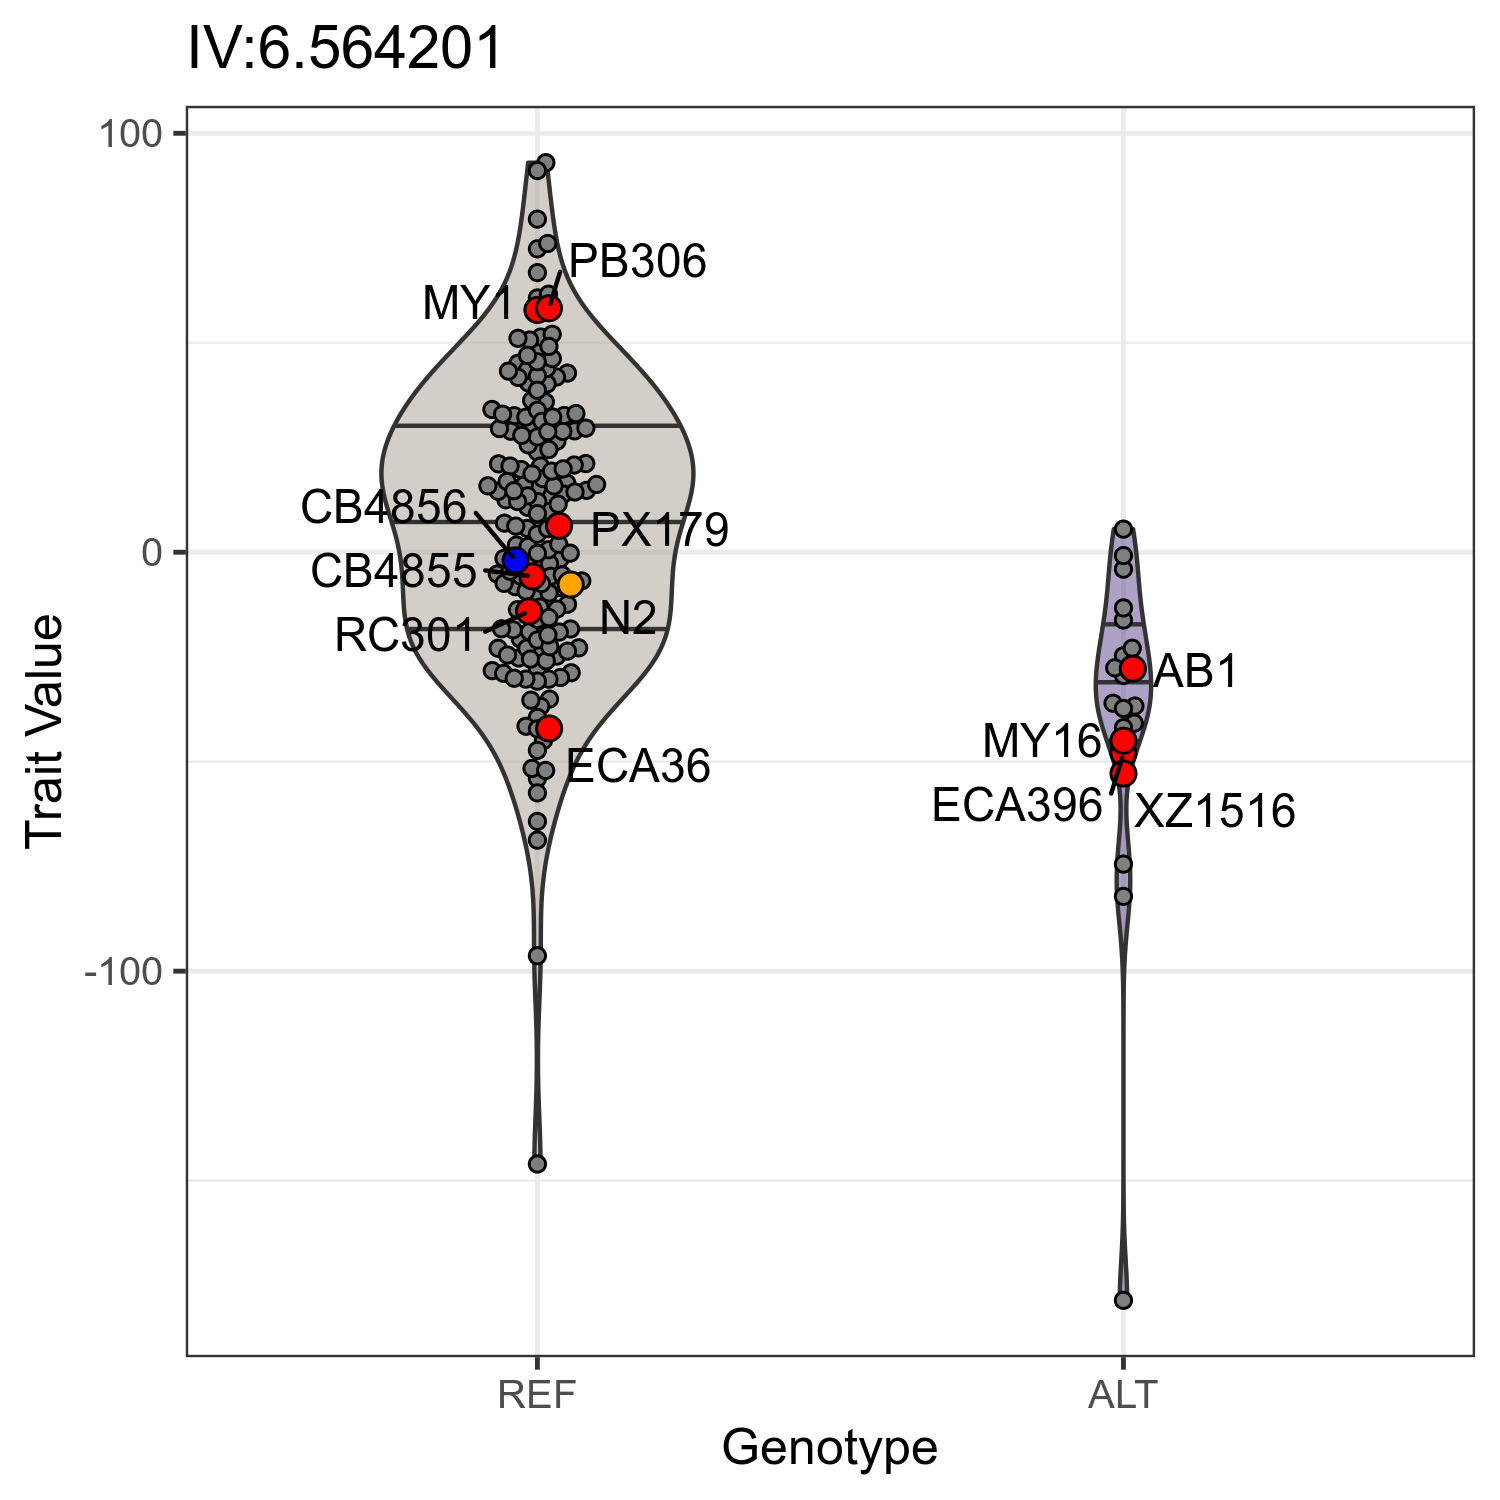 IV:6.564201
100
0
-100
Trait Value
PB306
MY1
CB4856
PX179
CB4855
N2
RC301
ECA36
AB1
MY16
ECA396
XZ1516
REF
ALT
Genotype